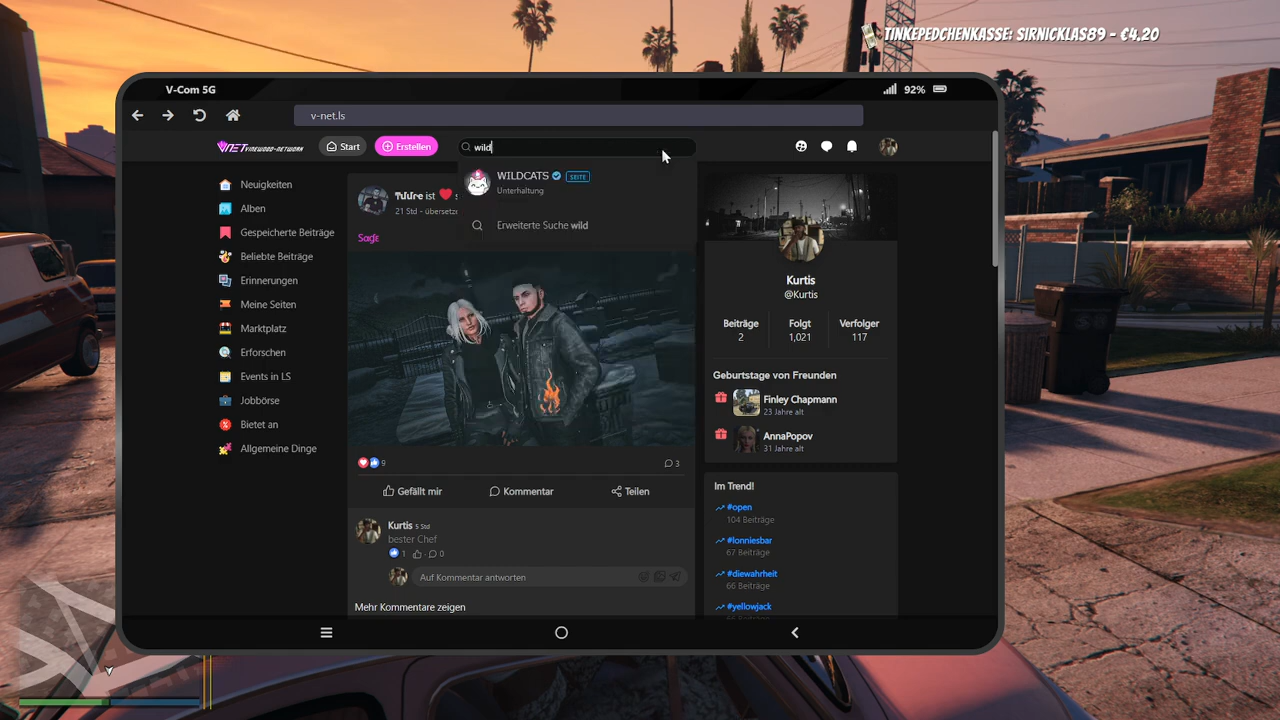 TINKEPEDCHENKASSE: SIRNICKLAS89 - €4.20
V-Com 5G
92%
v-net.ls
VNET VINEWOOD-NETWORK
Start
Erstellen
wild
WILDCATS SEITE
Unterhaltung
Erweiterte Suche wild
Neuigkeiten
Alben
Gespeicherte Beiträge
Beliebte Beiträge
Erinnerungen
Meine Seiten
Marktplatz
Erforschen
Events in LS
Jobbörse
Bietet an
Allgemeine Dinge
ist
21 Std - übersetz
9
3
Gefällt mir
Kommentar
Teilen
Kurtis 5 Std
bester Chef
1
0
Auf Kommentar antworten
Mehr Kommentare zeigen
Kurtis
@Kurtis
Beiträge Folgt Verfolger
2 1,021 117
Geburtstage von Freunden
Finley Chapmann
23 Jahre alt
AnnaPopov
31 Jahre alt
Im Trend!
#open
104 Beiträge
#lonniesbar
67 Beiträge
#diewahrheit
66 Beiträge
#yellowjack